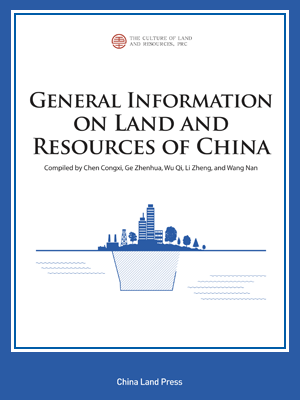 THE CULTURE OF LAND
AND RESOURCES, PRC
GENERAL INFORMATION
ON LAND AND
RESOURCES OF CHINA
Compiled by Chen Congxi, Ge Zhenhua, Wu Qi, Li Zheng, and Wang Nan
China Land Press